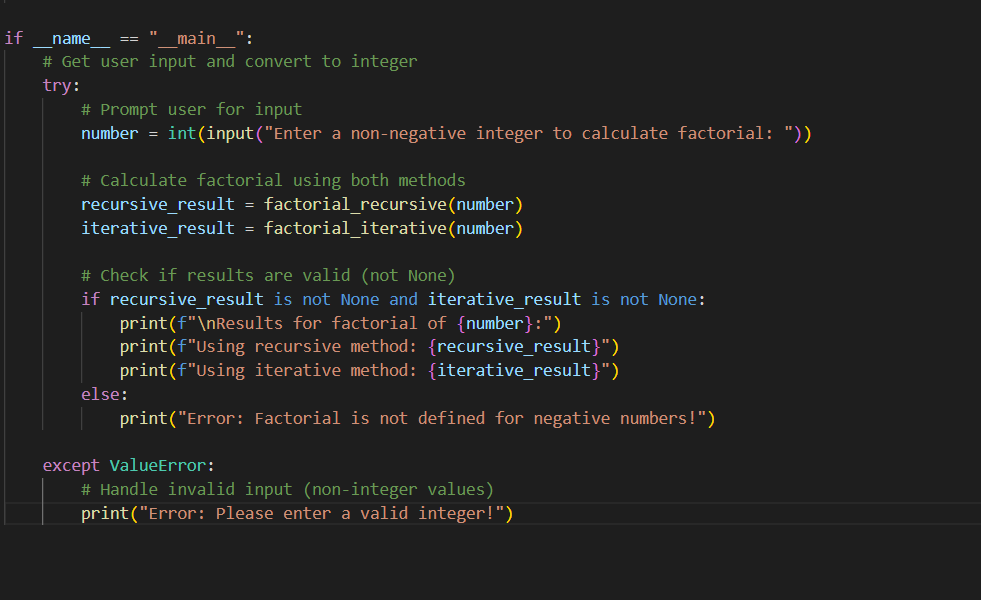 if __name__ == "__main__":
    # Get user input and convert to integer
    try:
        # Prompt user for input
        number = int(input("Enter a non-negative integer to calculate factorial: "))

        # Calculate factorial using both methods
        recursive_result = factorial_recursive(number)
        iterative_result = factorial_iterative(number)

        # Check if results are valid (not None)
        if recursive_result is not None and iterative_result is not None:
            print(f"\nResults for factorial of {number}:")
            print(f"Using recursive method: {recursive_result}")
            print(f"Using iterative method: {iterative_result}")
        else:
            print("Error: Factorial is not defined for negative numbers!")

    except ValueError:
        # Handle invalid input (non-integer values)
        print("Error: Please enter a valid integer!")